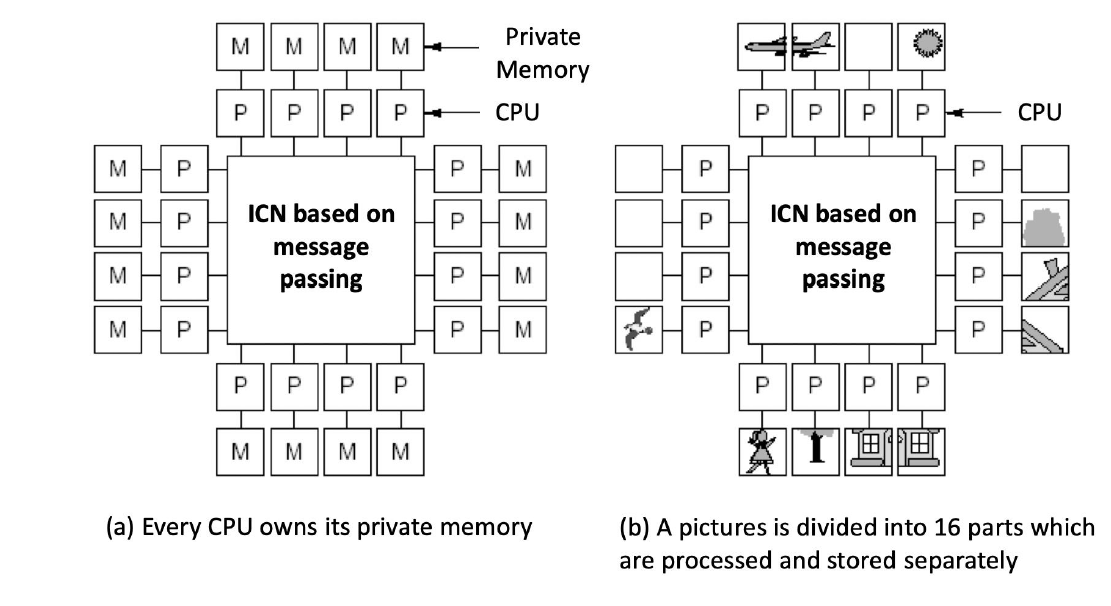 M M M M
Private
Memory
P P P P
CPU
CPU
P P P P
M P
P M
P
P
M P
P M
P
P
M P
P M
P
P
M P
P M
P
P
ICN based on
message
passing
ICN based on
message
passing
P P P P
P P P P
M M M M
(a) Every CPU owns its private memory
(b) A pictures is divided into 16 parts which
are processed and stored separately